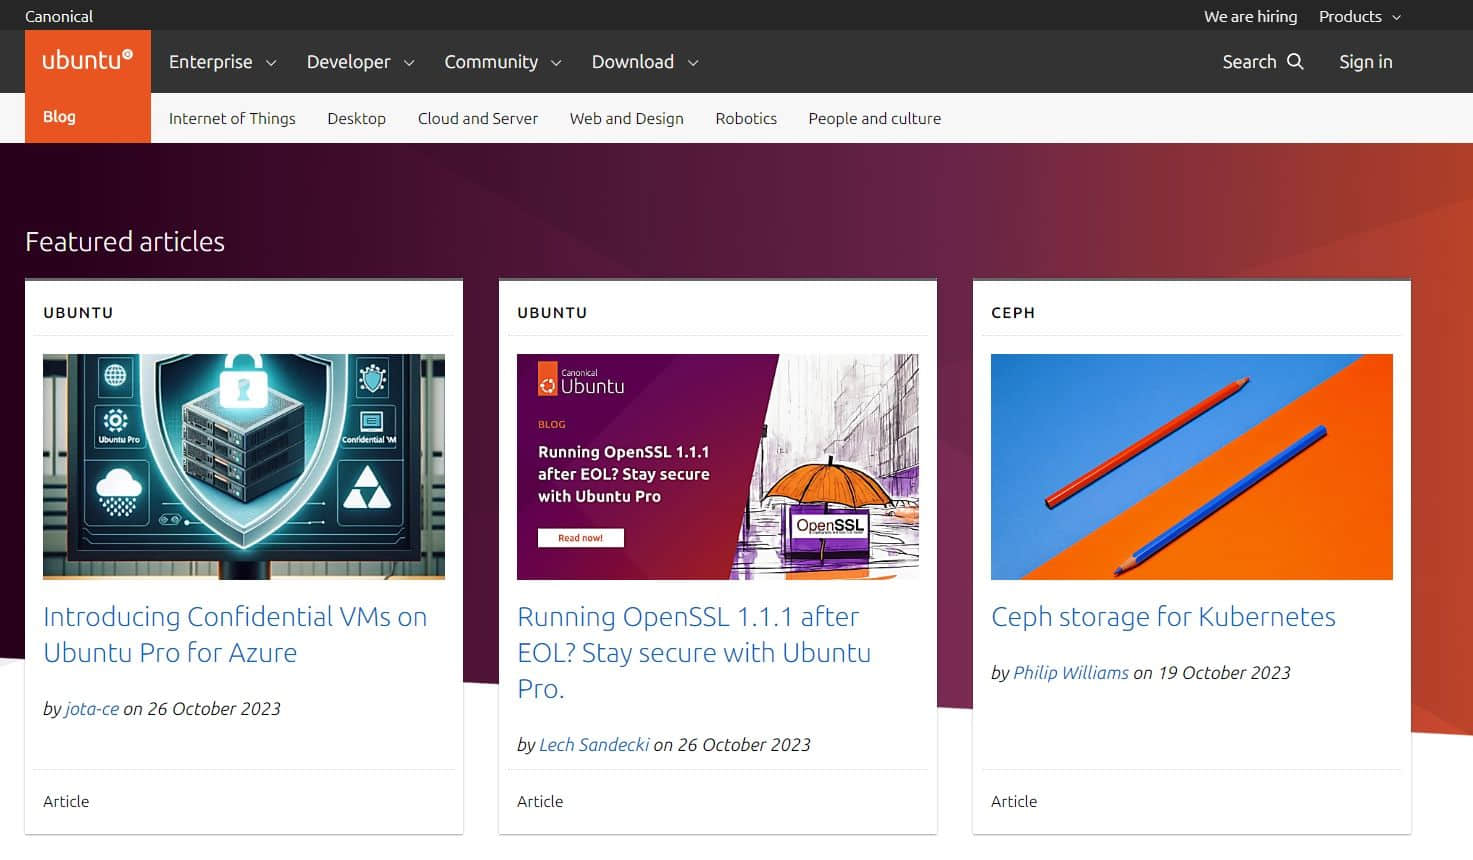 Canonical
We are hiring Products
ubuntu
Enterprise Developer Community Download Search Sign in
Blog
Internet of Things Desktop Cloud and Server Web and Design Robotics People and culture
Featured articles
UBUNTU
Ubuntu Pro
Confidential VM
Introducing Confidential VMs on
Ubuntu Pro for Azure
by jota-ce on 26 October 2023
Article
UBUNTU
Canonical
Ubuntu
BLOG
Running OpenSSL 1.1.1
after EOL? Stay secure
with Ubuntu Pro
Read now!
OpenSSL
Running OpenSSL 1.1.1 after
EOL? Stay secure with Ubuntu
Pro.
by Lech Sandecki on 26 October 2023
Article
CEPH
Ceph storage for Kubernetes
by Philip Williams on 19 October 2023
Article